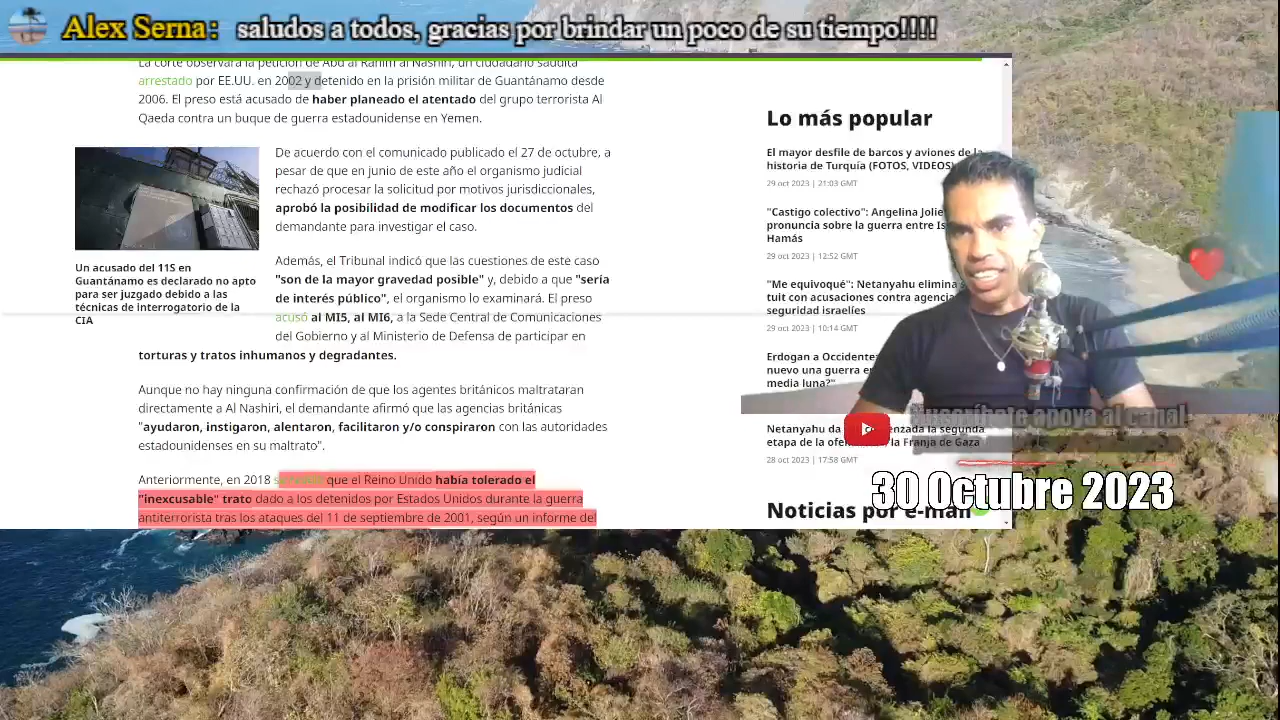 Alex Serna: saludos a todos, gracias por brindar un poco de su tiempo!!!!
La corte observará la petición de Abd al Rahim al Nashiri, un ciudadano saudita
arrestado por EE.UU. en 2002 y detenido en la prisión militar de Guantánamo desde
2006. El preso está acusado de haber planeado el atentado del grupo terrorista Al
Qaeda contra un buque de guerra estadounidense en Yemen.
Un acusado del 11S en
Guantánamo es declarado no apto
para ser juzgado debido a las
técnicas de interrogatorio de la
CIA
De acuerdo con el comunicado publicado el 27 de octubre, a
pesar de que en junio de este año el organismo judicial
rechazó procesar la solicitud por motivos jurisdiccionales,
aprobó la posibilidad de modificar los documentos del
demandante para investigar el caso.
Además, el Tribunal indicó que las cuestiones de este caso
"son de la mayor gravedad posible" y, debido a que "sería
de interés público", el organismo lo examinará. El preso
acusó al MI5, al MI6, a la Sede Central de Comunicaciones
del Gobierno y al Ministerio de Defensa de participar en
torturas y tratos inhumanos y degradantes.
Aunque no hay ninguna confirmación de que los agentes británicos maltrataran
directamente a Al Nashiri, el demandante afirmó que las agencias británicas
"ayudaron, instigaron, alentaron, facilitaron y/o conspiraron con las autoridades
estadounidenses en su maltrato".
Anteriormente, en 2018 que el Reino Unido había tolerado el
"inexcusable" trato dado a los detenidos por Estados Unidos durante la guerra
antiterrorista tras los ataques del 11 de septiembre de 2001, según un informe del
Lo más popular
El mayor desfile de barcos y aviones de la
historia de Turquía (FOTOS, VIDEOS)
29 oct 2023 | 21:03 GMT
"Castigo colectivo": Angelina Jolie
pronuncia sobre la guerra entre Is
Hamás
29 oct 2023 | 12:52 GMT
"Me equivoqué": Netanyahu elimina
tuit con acusaciones contra agencia
seguridad israelíes
29 oct 2023 | 10:14 GMT
Erdogan a Occidente
nuevo una guerra en
media luna?"
Netanyahu da enzada la segunda
etapa de la ofen la Franja de Gaza
28 oct 2023 | 17:58 GMT
Suscríbete apoya al canal
30 Octubre 2023
Noticias por e-mail